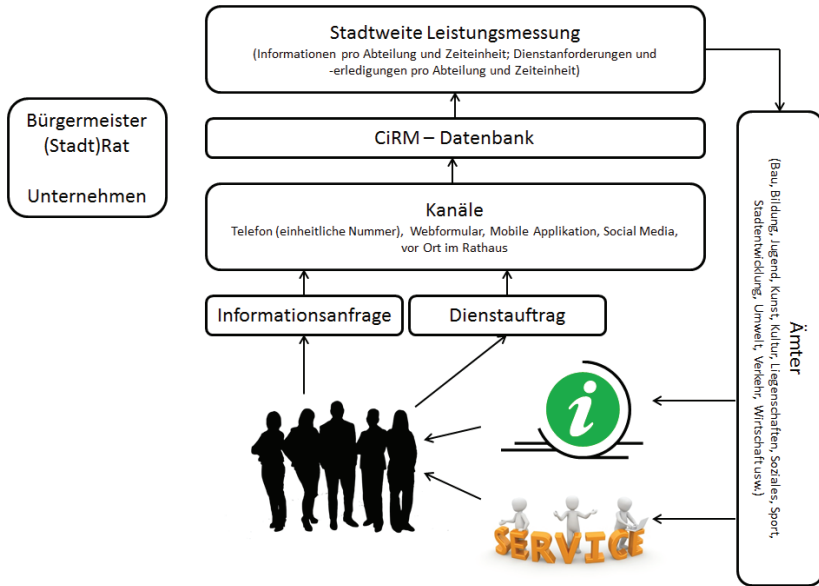 Stadtweite Leistungsmessung
(Informationen pro Abteilung und Zeiteinheit; Dienstanforderungen und
-erledigungen pro Abteilung und Zeiteinheit)
Bürgermeister
(Stadt)Rat
Unternehmen
CiRM – Datenbank
Kanäle
Telefon (einheitliche Nummer), Webformular, Mobile Applikation, Social Media,
vor Ort im Rathaus
Informationsanfrage
Dienstauftrag
Ämter
(Bau, Bildung, Jugend, Kunst, Kultur, Liegenschaften, Soziales, Sport,
Stadtentwicklung, Umwelt, Verkehr, Wirtschaft usw.)
i
SERVICE